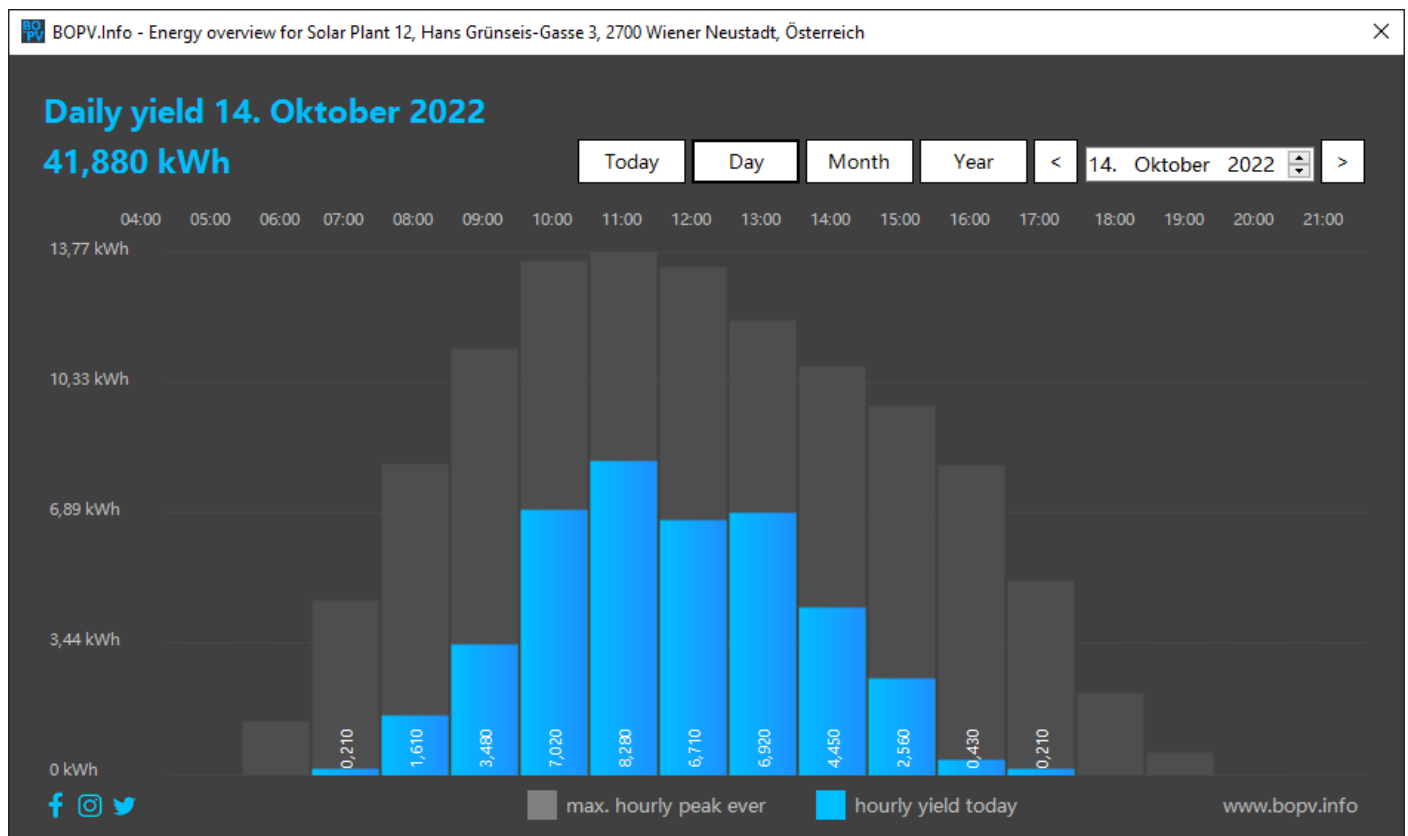 BO
PV
BOPV.Info - Energy overview for Solar Plant 12, Hans Grünseis-Gasse 3, 2700 Wiener Neustadt, Österreich
Daily yield 14. Oktober 2022
41,880 kWh
Today Day Month Year < 14. Oktober 2022 >
04:00 05:00 06:00 07:00 08:00 09:00 10:00 11:00 12:00 13:00 14:00 15:00 16:00 17:00 18:00 19:00 20:00 21:00
13,77 kWh
10,33 kWh
6,89 kWh
3,44 kWh
0,210 1,610 3,480 7,020 8,280 6,710 6,920 4,450 2,560 0,430 0,210
0 kWh
max. hourly peak ever hourly yield today www.bopv.info